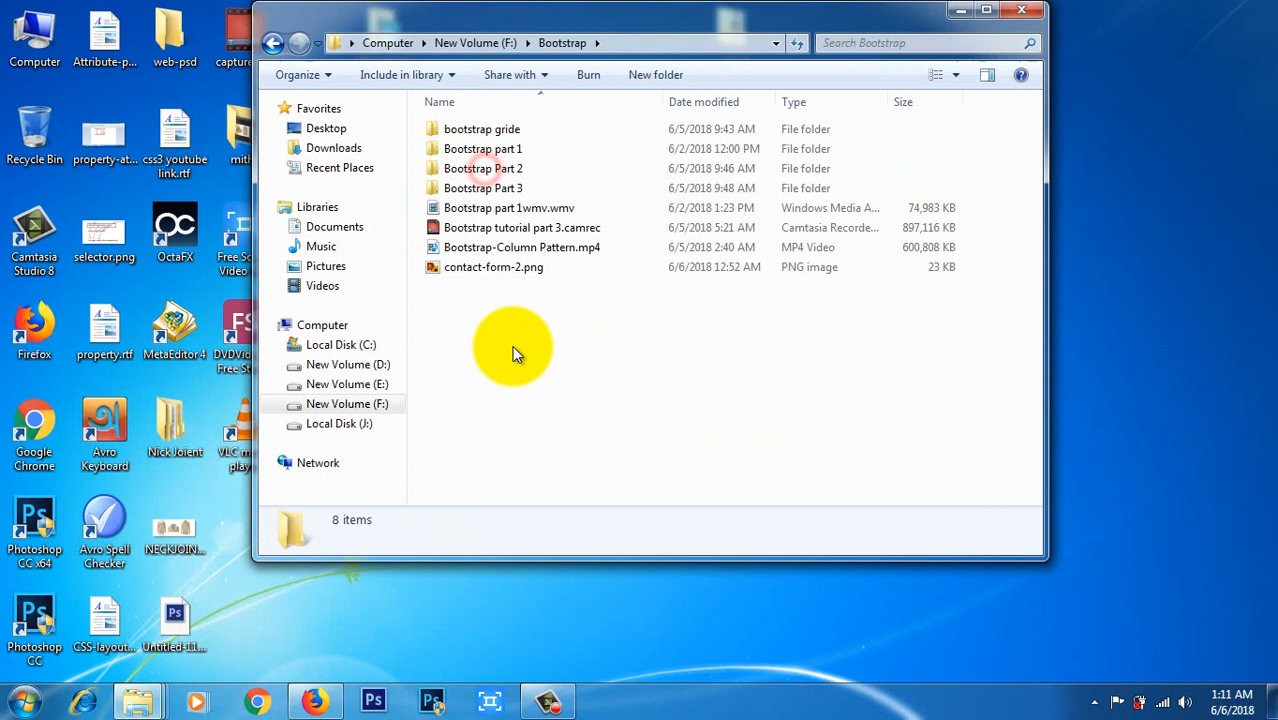 Computer
New Volume (F:)
Bootstrap
Search Bootstrap
Organize
Include in library
Share with
Burn
New folder
Favorites
Desktop
Downloads
Recent Places
Libraries
Documents
Music
Pictures
Videos
Computer
Local Disk (C:)
New Volume (D:)
New Volume (E:)
New Volume (F:)
Local Disk (J:)
Network
Name Date modified Type Size
bootstrap gride 6/5/2018 9:43 AM File folder
Bootstrap part 1 6/2/2018 12:00 PM File folder
Bootstrap Part 2 6/5/2018 9:46 AM File folder
Bootstrap Part 3 6/5/2018 9:48 AM File folder
Bootstrap part 1wmv.wmv 6/2/2018 1:23 PM Windows Media A... 74,983 KB
Bootstrap tutorial part 3.camrec 6/5/2018 5:21 AM Camtasia Recorde... 897,116 KB
Bootstrap-Column Pattern.mp4 6/5/2018 2:40 AM MP4 Video 600,808 KB
contact-form-2.png 6/6/2018 12:52 AM PNG image 23 KB
8 items
Computer
Attribute-p...
web-psd
captur
Recycle Bin
property-at...
css3 youtube
link.rtf
mith
Camtasia
Studio 8
selector.png
OctaFX
Free S
Video
Firefox
property.rtf
MetaEditor 4
DVDVid
Free St
Google
Chrome
Avro
Keyboard
Nick Joient
VLC m
play
Photoshop
CC x64
Avro Spell
Checker
NECKJOIN...
Photoshop
CC
CSS-layout...
Untitled-11...
1:11 AM
6/6/2018